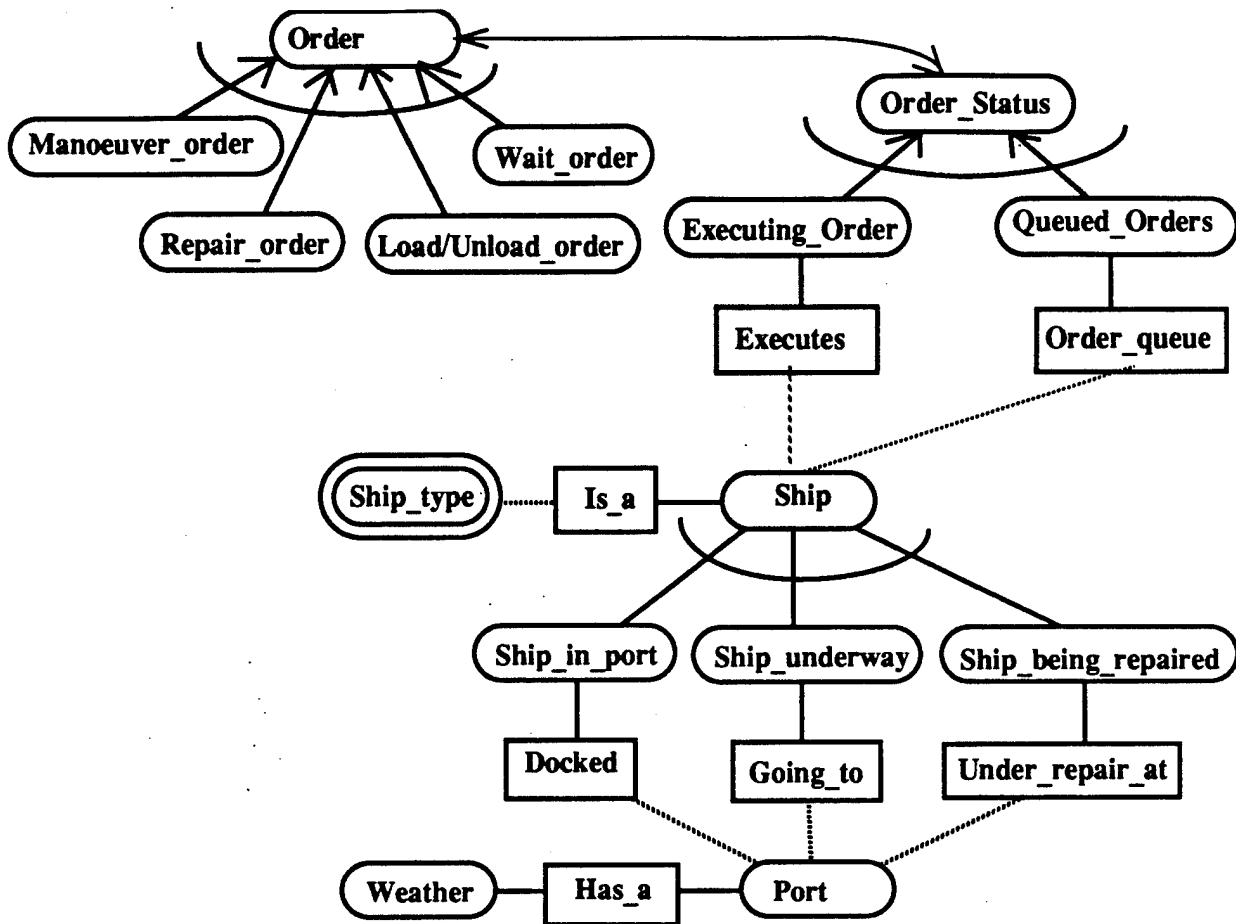 Order
Order_Status
Manoeuver_order
Wait_order
Repair_order
Load/Unload_order
Executing_Order
Queued_Orders
Executes
Order_queue
Ship_type
Is_a
Ship
Ship_in_port
Ship_underway
Ship_being_repaired
Docked
Going_to
Under_repair_at
Weather
Has_a
Port